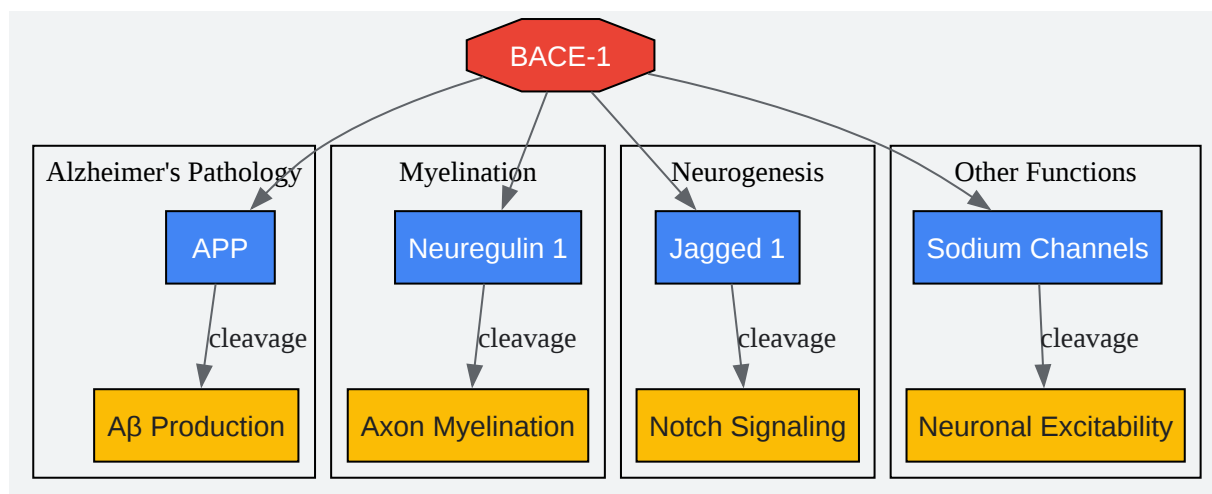 BACE-1
Alzheimer's Pathology
Myelination
Neurogenesis
Other Functions
APP
Neuregulin 1
Jagged 1
Sodium Channels
cleavage
cleavage
cleavage
cleavage
Aβ Production
Axon Myelination
Notch Signaling
Neuronal Excitability